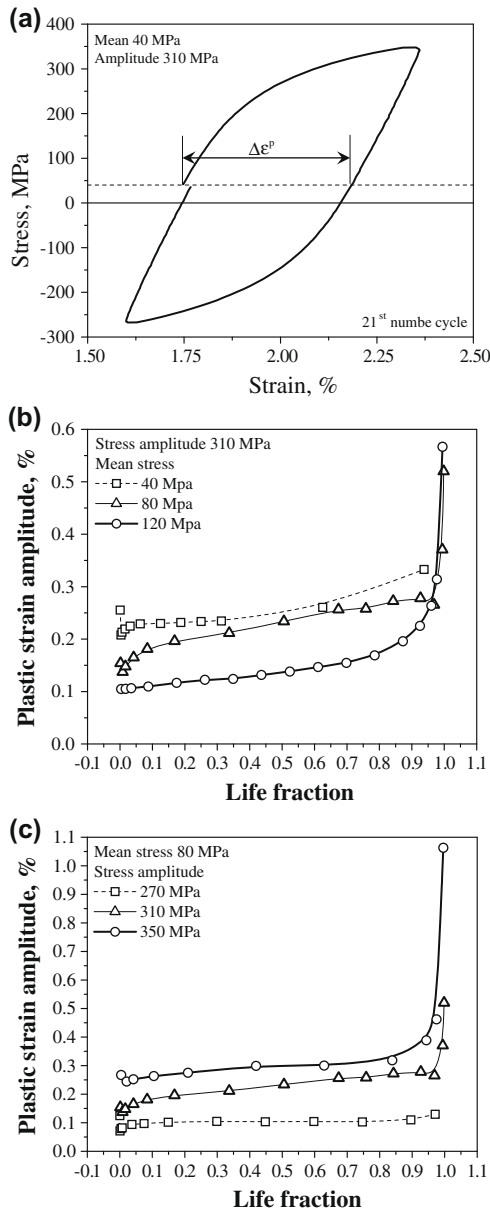 (a)
Mean 40 MPa
Amplitude 310 MPa
Δεᵖ
21ˢᵗ numbe cycle
Stress, MPa
400
300
200
100
0
-100
-200
-300
1.50 1.75 2.00 2.25 2.50
Strain, %
(b)
Stress amplitude 310 MPa
Mean stress
40 Mpa
80 Mpa
120 Mpa
Plastic strain amplitude, %
0.6
0.5
0.4
0.3
0.2
0.1
0.0
-0.1 0.0 0.1 0.2 0.3 0.4 0.5 0.6 0.7 0.8 0.9 1.0 1.1
Life fraction
(c)
Mean stress 80 MPa
Stress amplitude
270 MPa
310 MPa
350 MPa
Plastic strain amplitude, %
1.1
1.0
0.9
0.8
0.7
0.6
0.5
0.4
0.3
0.2
0.1
0.0
-0.1 0.0 0.1 0.2 0.3 0.4 0.5 0.6 0.7 0.8 0.9 1.0 1.1
Life fraction